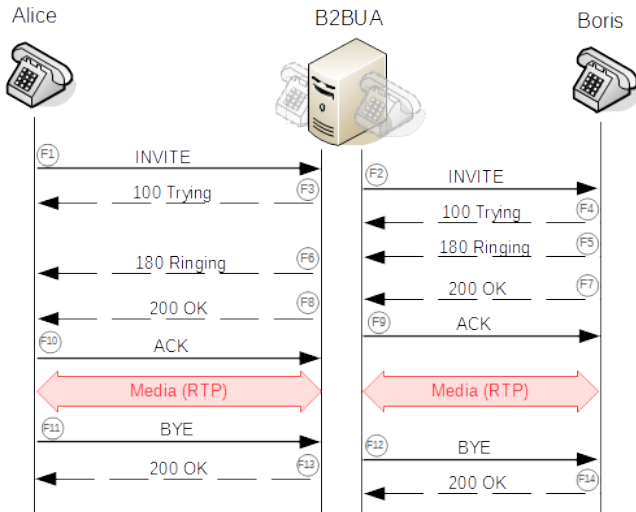 Alice B2BUA Boris
F1 INVITE
F2 INVITE
100 Trying F3
100 Trying F4
180 Ringing F5
180 Ringing F6
200 OK F7
200 OK F8
F9 ACK
F10 ACK
Media (RTP) Media (RTP)
F11 BYE
F12 BYE
200 OK F13
200 OK F14